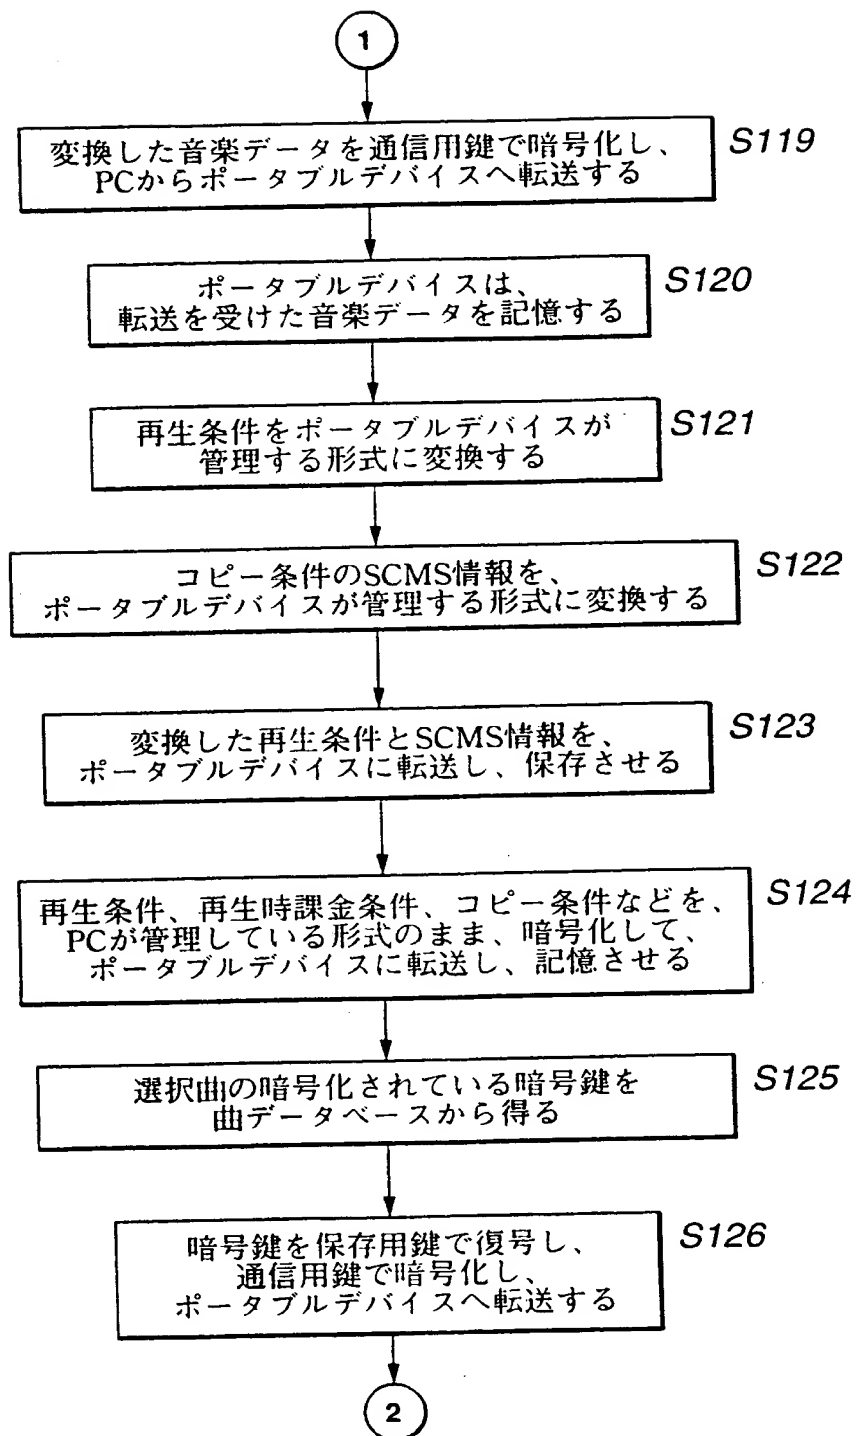 1
変換した音楽データを通信用鍵で暗号化し、
PCからポータブルデバイスへ転送する
S119
ポータブルデバイスは、
転送を受けた音楽データを記憶する
S120
再生条件をポータブルデバイスが
管理する形式に変換する
S121
コピー条件のSCMS情報を、
ポータブルデバイスが管理する形式に変換する
S122
変換した再生条件とSCMS情報を、
ポータブルデバイスに転送し、保存させる
S123
再生条件、再生時課金条件、コピー条件などを、
PCが管理している形式のまま、暗号化して、
ポータブルデバイスに転送し、記憶させる
S124
選択曲の暗号化されている暗号鍵を
曲データベースから得る
S125
暗号鍵を保存用鍵で復号し、
通信用鍵で暗号化し、
ポータブルデバイスへ転送する
S126
2